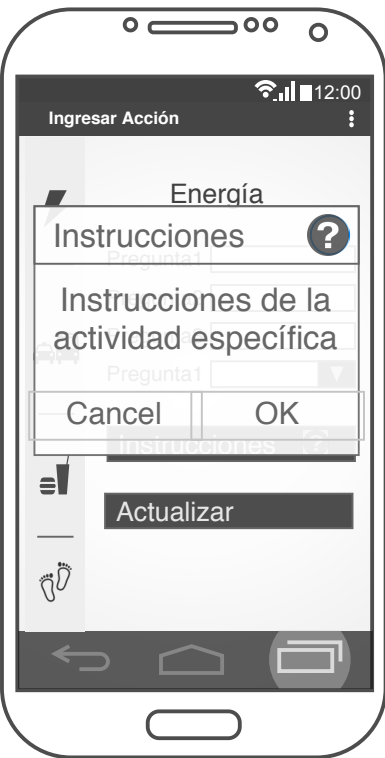 12:00
Ingresar Acción
Energía
Instrucciones
?
Pregunta1
Instrucciones de la
actividad específica
Pregunta1
Cancel
OK
Instrucciones ?
Actualizar